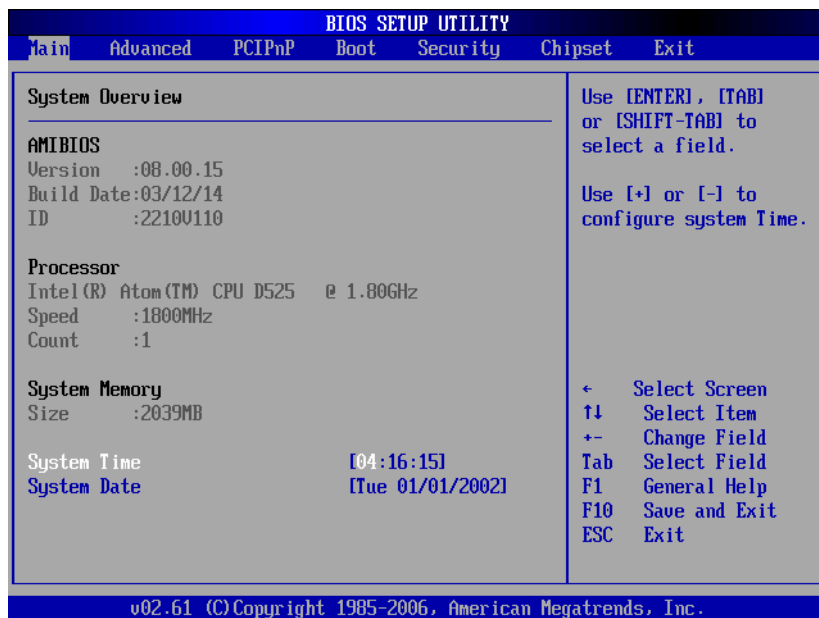 BIOS SETUP UTILITY
Main Advanced PCIPnP Boot Security Chipset Exit
System Overview
AMIBIOS
Version :08.00.15
Build Date:03/12/14
ID :2210V110
Processor
Intel(R) Atom(TM) CPU D525 @ 1.80GHz
Speed :1800MHz
Count :1
System Memory
Size :2039MB
System Time [04:16:15]
System Date [Tue 01/01/2002]
Use [ENTER], [TAB]
or [SHIFT-TAB] to
select a field.
Use [+] or [-] to
configure system Time.
← Select Screen
↑↓ Select Item
+- Change Field
Tab Select Field
F1 General Help
F10 Save and Exit
ESC Exit
v02.61 (C)Copyright 1985-2006, American Megatrends, Inc.